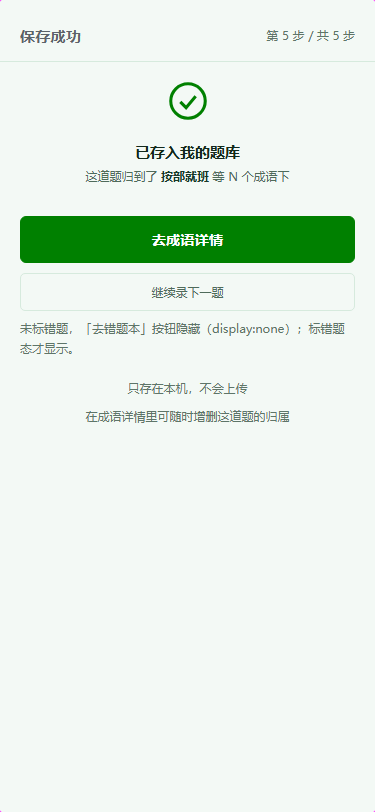 保存成功
第 5 步 / 共 5 步
已存入我的题库
这道题归到了 按部就班 等 N 个成语下
去成语详情
继续录下一题
未标错题，「去错题本」按钮隐藏（display:none）；标错题
态才显示。
只存在本机，不会上传
在成语详情里可随时增删这道题的归属